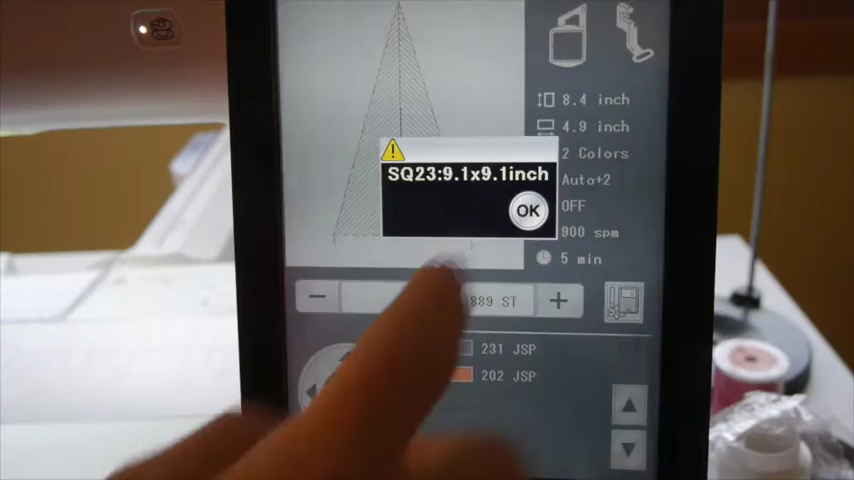 8.4 inch
4.9 inch
2 Colors
Auto+2
OFF
900 spm
5 min
SQ23:9.1x9.1inch
OK
889 ST
231 JSP
202 JSP